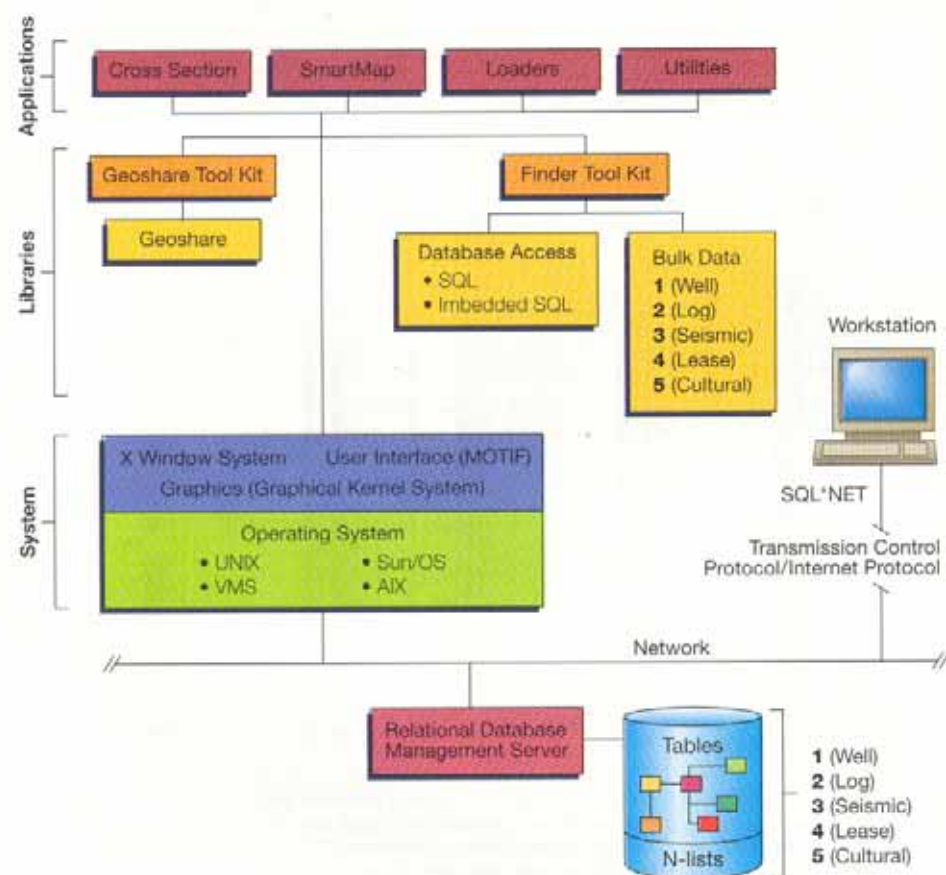 Applications
Cross Section
SmartMap
Loaders
Utilities
Libraries
Geoshare Tool Kit
Finder Tool Kit
Geoshare
Database Access
• SQL
• Imbedded SQL
Bulk Data
1 (Well)
2 (Log)
3 (Seismic)
4 (Lease)
5 (Cultural)
Workstation
SQL*NET
Transmission Control
Protocol/Internet Protocol
System
X Window System User Interface (MOTIF)
Graphics (Graphical Kernel System)
Operating System
• UNIX • Sun/OS
• VMS • AIX
Network
Relational Database
Management Server
Tables
N-lists
1 (Well)
2 (Log)
3 (Seismic)
4 (Lease)
5 (Cultural)